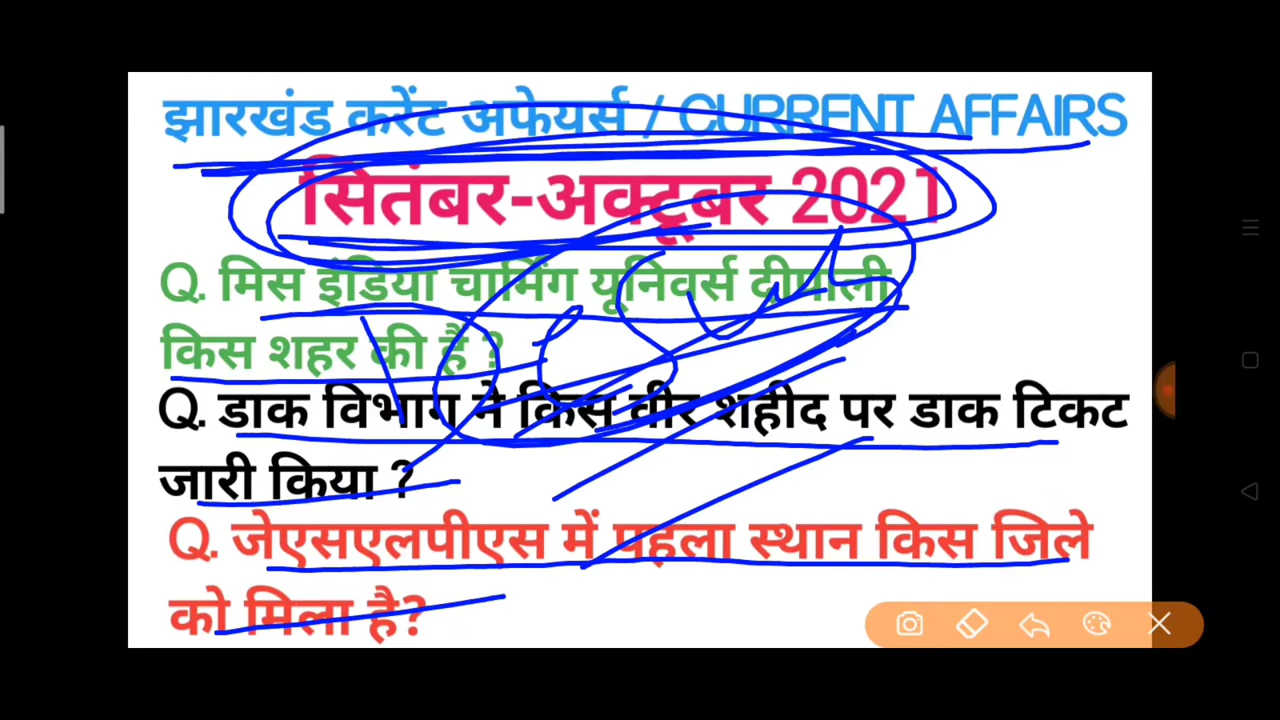 झारखंड करेंट अफेयर्स / CURRENT AFFAIRS
सितंबर-अक्टूबर 2021
Q. मिस इंडिया चार्मिंग यूनिवर्स दीपाली
किस शहर की है ?
Q. डाक विभाग ने किस वीर शहीद पर डाक टिकट
जारी किया ?
Q. जेएसएलपीएस में पहला स्थान किस जिले
को मिला है?